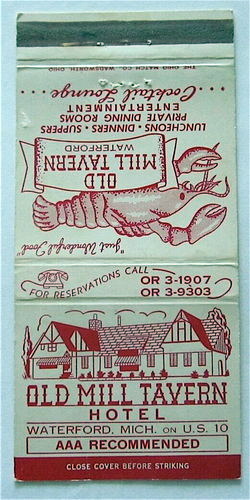 THE OHIO MATCH CO. WADSWORTH OHIO
"Just Wonderful Food"
OLD
MILL TAVERN
WATERFORD
LUNCHEONS • DINNERS • SUPPERS
PRIVATE DINING ROOMS
ENTERTAINMENT
...Cocktail Lounge...
FOR RESERVATIONS CALL
OR 3-1907
OR 3-9303
OLD MILL TAVERN
HOTEL
WATERFORD, MICH. ON U.S. 10
AAA RECOMMENDED
CLOSE COVER BEFORE STRIKING